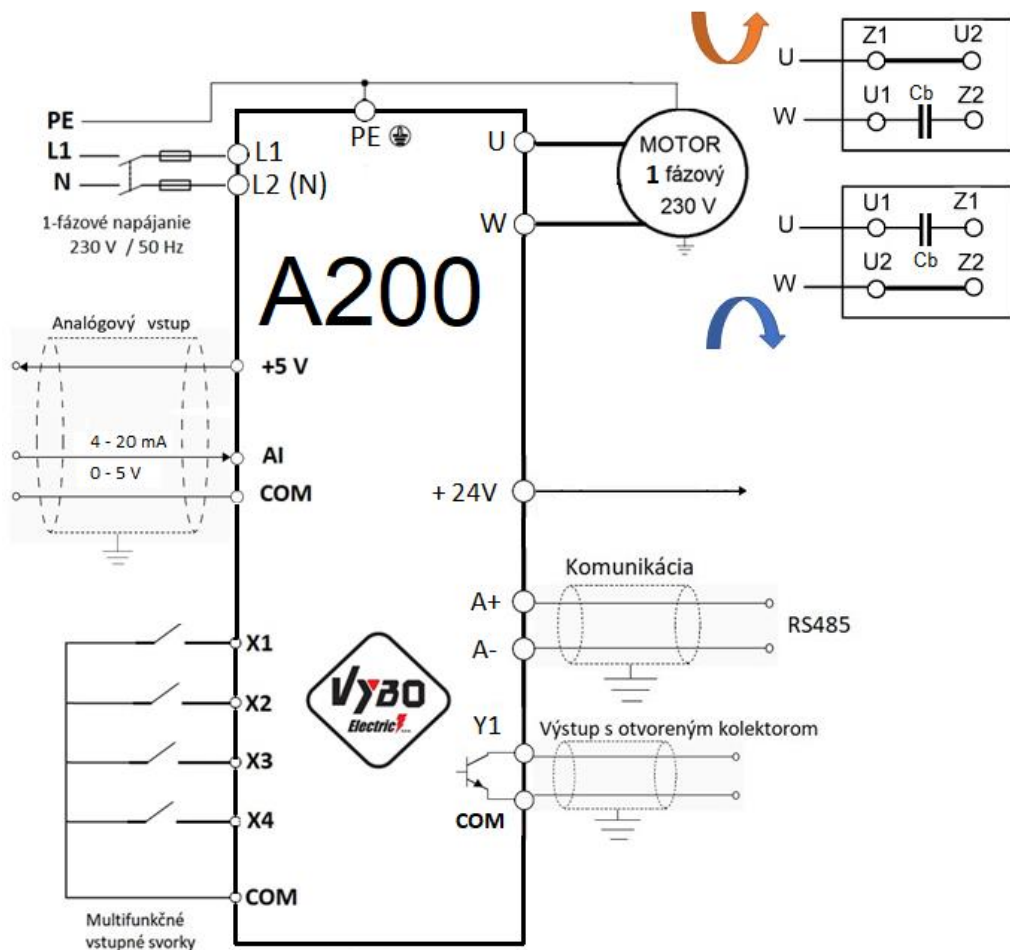 PE
L1
N
1-fázové napájanie
230 V / 50 Hz
PE
L1
L2 (N)
U
W
MOTOR
1 fázový
230 V
A200
Z1 U2
U
U1 Cb Z2
W
U1 Z1
U
Cb
U2 Z2
W
Analógový vstup
+5 V
4 - 20 mA
AI
0 - 5 V
COM
+ 24V
Komunikácia
A+
RS485
A-
X1
X2
X3
X4
COM
Multifunkčné
vstupné svorky
VYBO
Electric
Y1
Výstup s otvoreným kolektorom
COM